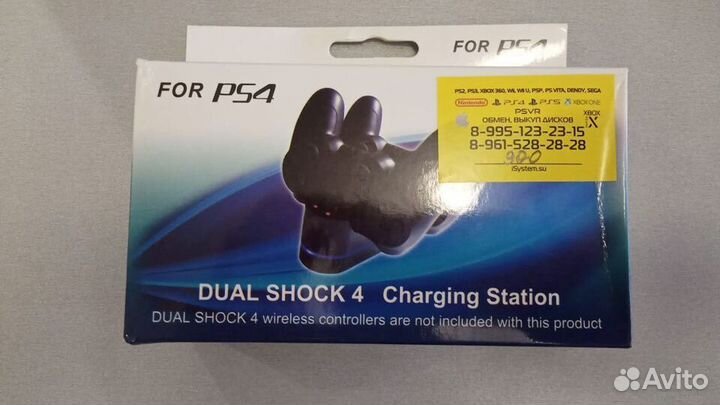 FOR PS4
FOR PS4
PS2, PS3, XBOX 360, WII, WII U, PSP, PS VITA, DENDY, SEGA
Nintendo PS4 PS5 XBOX ONE
PSVR
ОБМЕН, ВЫКУП ДИСКОВ
XBOX
X
8-995-123-23-15
8-961-528-28-28
900
iSystem.su
DUAL SHOCK 4 Charging Station
DUAL SHOCK 4 wireless controllers are not included with this product
Avito